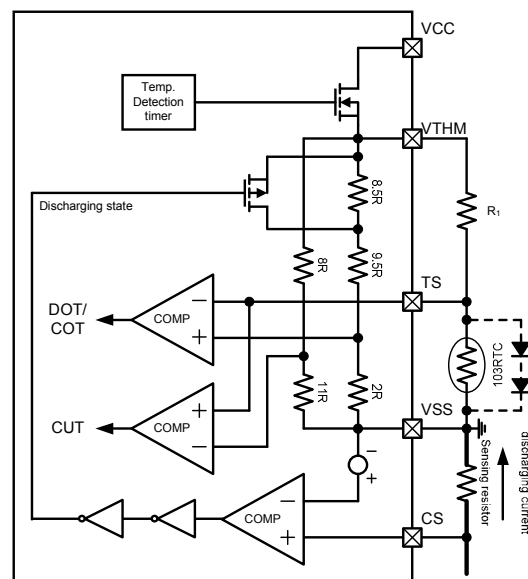 VCC
Temp.
Detection
timer
VTHM
8.5R
Discharging state
R1
8R
9.5R
TS
DOT/
COT
COMP
−
+
103RTC
11R
2R
CUT
COMP
+
−
VSS
−
+
Sensing resistor
discharging current
COMP
−
+
CS